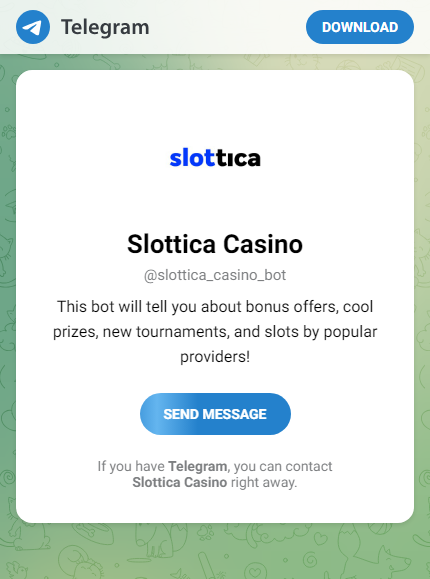 Telegram
DOWNLOAD
slottica
Slottica Casino
@slottica_casino_bot
This bot will tell you about bonus offers, cool
prizes, new tournaments, and slots by popular
providers!
SEND MESSAGE
If you have Telegram, you can contact
Slottica Casino right away.